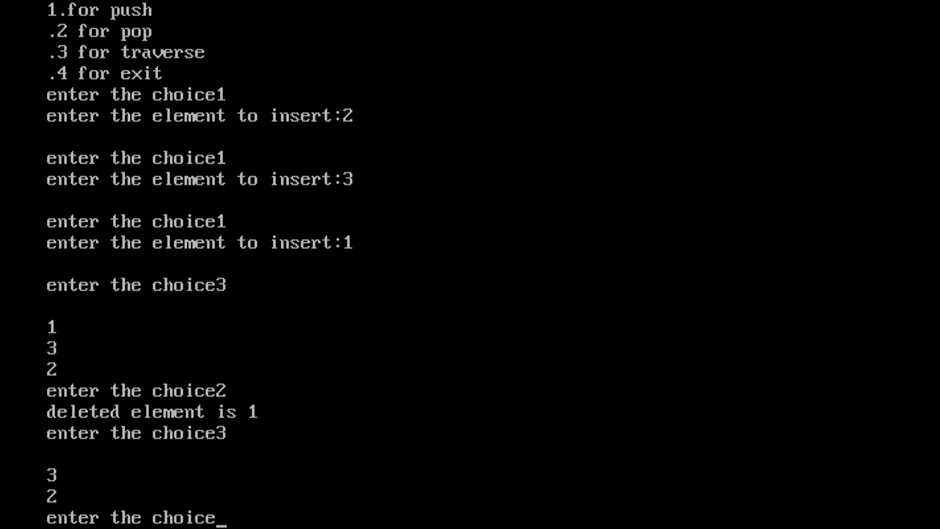 1.for push
.2 for pop
.3 for traverse
.4 for exit
enter the choice1
enter the element to insert:2
enter the choice1
enter the element to insert:3
enter the choice1
enter the element to insert:1
enter the choice3
1
3
2
enter the choice2
deleted element is 1
enter the choice3
3
2
enter the choice_